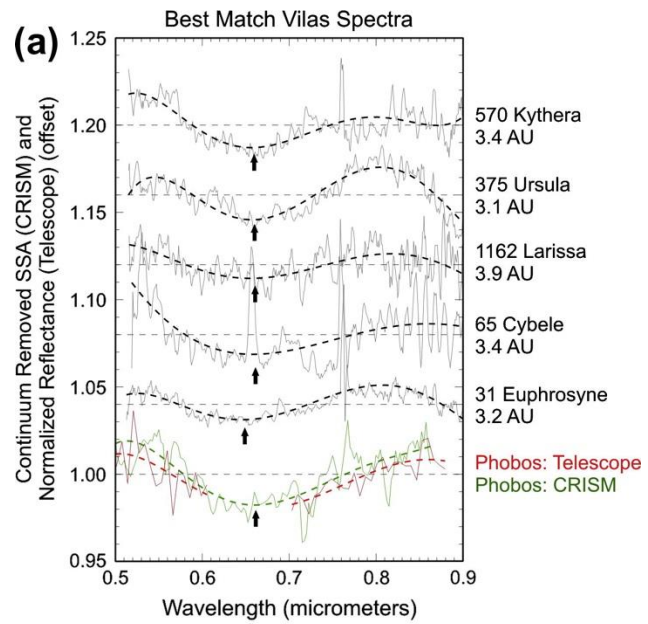 Best Match Vilas Spectra
(a)
Continuum Removed SSA (CRISM) and
Normalized Reflectance (Telescope) (offset)
1.25
1.20
1.15
1.10
1.05
1.00
0.95
570 Kythera
3.4 AU
375 Ursula
3.1 AU
1162 Larissa
3.9 AU
65 Cybele
3.4 AU
31 Euphrosyne
3.2 AU
Phobos: Telescope
Phobos: CRISM
0.5 0.6 0.7 0.8 0.9
Wavelength (micrometers)